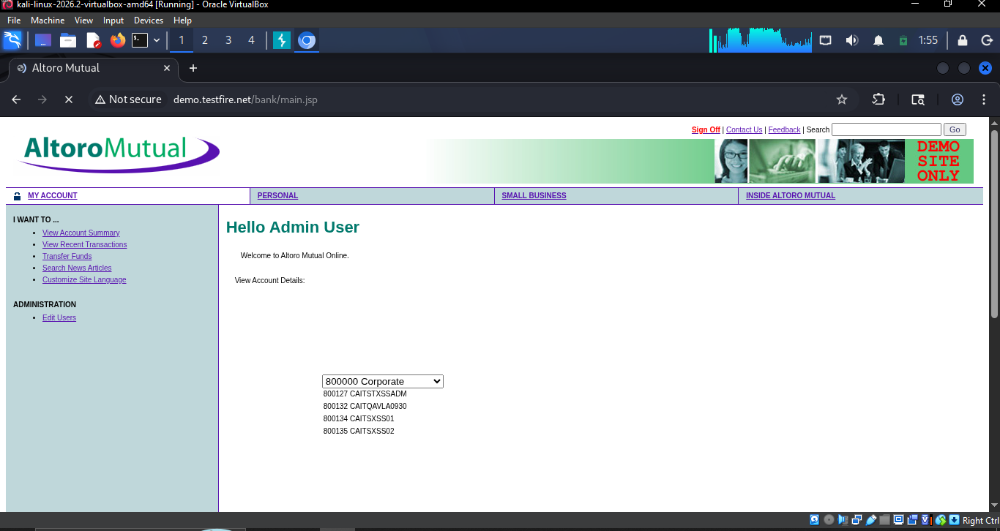 kali-linux-2026.2-virtualbox-amd64 [Running] - Oracle VirtualBox
File Machine View Input Devices Help
1 2 3 4 1:55
Altoro Mutual
Not secure demo.testfire.net/bank/main.jsp
Sign Off | Contact Us | Feedback | Search Go
AltoroMutual
DEMO
SITE
ONLY
MY ACCOUNT PERSONAL SMALL BUSINESS INSIDE ALTORO MUTUAL
I WANT TO ...
• View Account Summary
• View Recent Transactions
• Transfer Funds
• Search News Articles
• Customize Site Language
ADMINISTRATION
• Edit Users
Hello Admin User
Welcome to Altoro Mutual Online.
View Account Details:
800000 Corporate
800127 CAITSTXSSADM
800132 CAITQAVLA0930
800134 CAITSXSS01
800135 CAITSXSS02
Right Ctrl